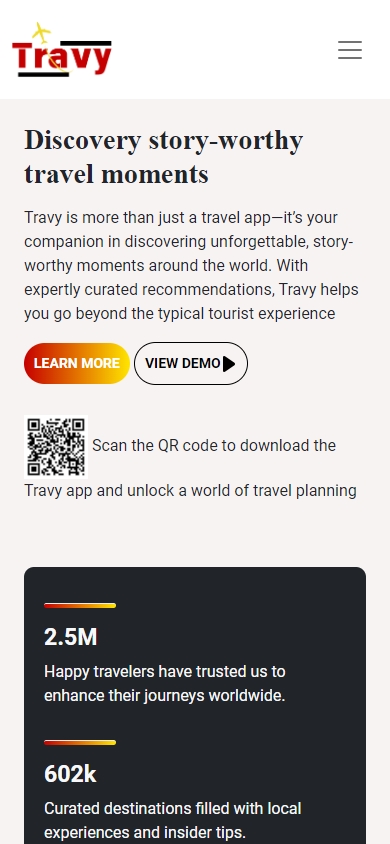 Travy
Discovery story-worthy
travel moments
Travy is more than just a travel app—it’s your
companion in discovering unforgettable, story-
worthy moments around the world. With
expertly curated recommendations, Travy helps
you go beyond the typical tourist experience
LEARN MORE VIEW DEMO
Scan the QR code to download the
Travy app and unlock a world of travel planning
2.5M
Happy travelers have trusted us to
enhance their journeys worldwide.
602k
Curated destinations filled with local
experiences and insider tips.